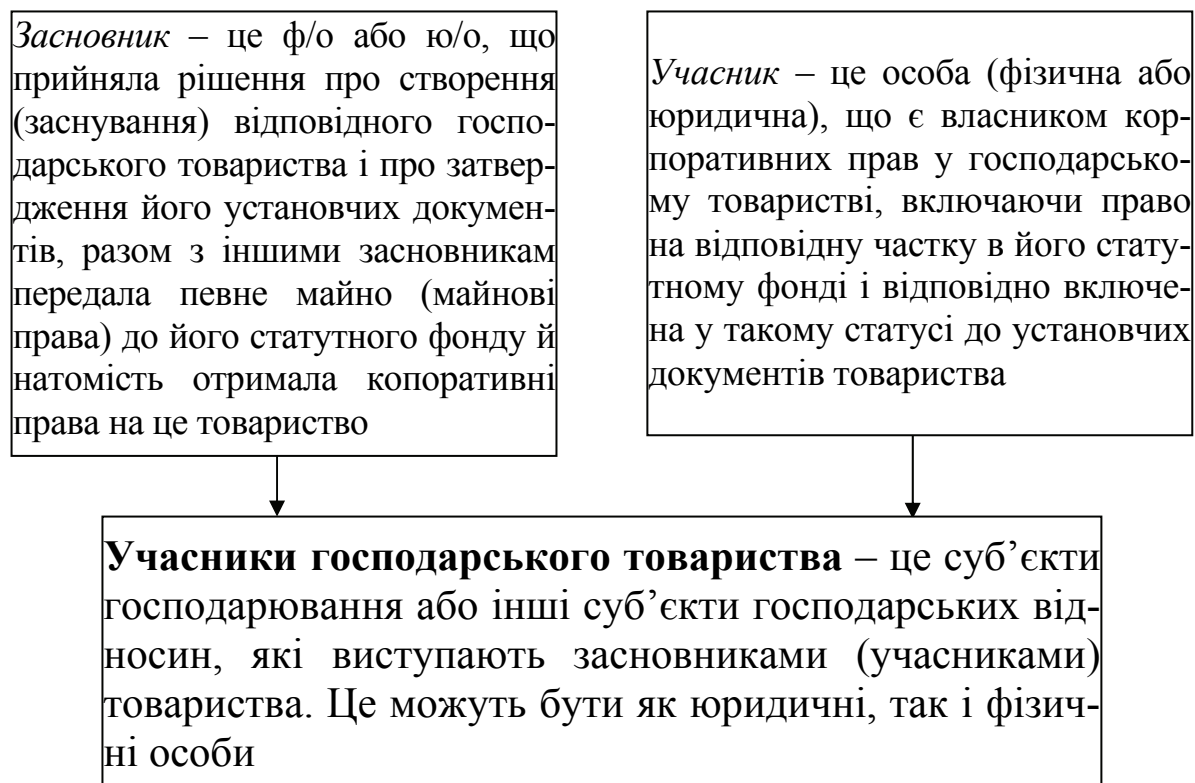 Засновник – це ф/о або ю/о, що
прийняла рішення про створення
(заснування) відповідного госпо-
дарського товариства і про затвер-
дження його установчих докумен-
тів, разом з іншими засновникам
передала певне майно (майнові
права) до його статутного фонду й
натомість отримала копоративні
права на це товариство
Учасник – це особа (фізична або
юридична), що є власником кор-
поративних прав у господарсько-
му товаристві, включаючи право
на відповідну частку в його стату-
тному фонді і відповідно включе-
на у такому статусі до установчих
документів товариства
Учасники господарського товариства – це суб’єкти
господарювання або інші суб’єкти господарських від-
носин, які виступають засновниками (учасниками)
товариства. Це можуть бути як юридичні, так і фізич-
ні особи